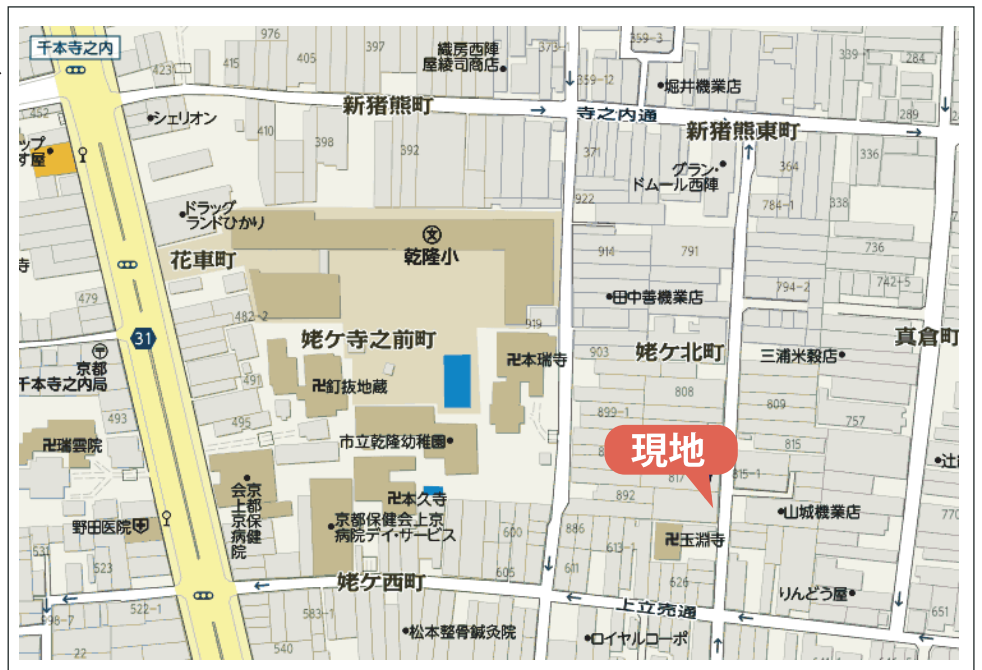 千本寺之内
976
397
織房西陣
屋綾司商店
373-1
359-3
339-1
284
415
405
423
359-12
堀井機業店
452
シェリオン
新猪熊町
寺之内通
新猪熊東町
289
410
398
392
371
364
336
グラン・
ドムール西陣
922
784-1
338
ドラッグ
ランドひかり
文
乾隆小
花車町
914
791
736
794-2
742-5
479
482-2
田中善機業店
919
31
姥ケ寺之前町
真倉町
京都
千本寺之内局
卍本瑞寺
903
姥ケ北町
三浦米穀店
491
卍釘抜地蔵
808
809
493
495
899-1
757
卍瑞雲院
市立乾隆幼稚園
815
現地
817
815-1
京都保健会上京病院
卍本久寺
892
山城機業店
770
野田医院
京都保健会上京
病院デイ・サービス
600
886
613-1
卍玉淵寺
531
523
605
611
626
りんどう屋
姥ケ西町
上立売通
522-1
583-1
651
松本整骨鍼灸院
ロイヤルコーポ
22
540